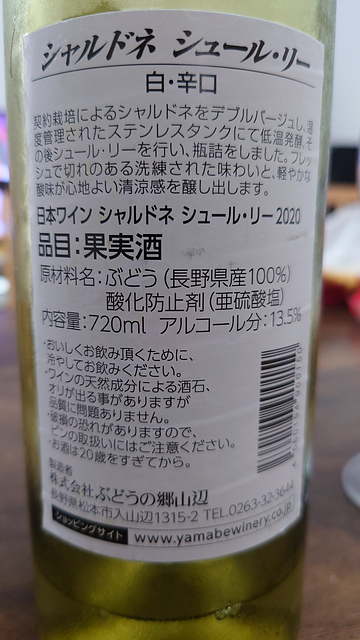 シャルドネ シュール・リー
白・辛口
契約栽培によるシャルドネをデブルバージュし、温
度管理されたステンレスタンクにて低温発酵、そ
の後シュール・リーを行い、瓶詰をしました。フレッ
シュで切れのある洗練された味わいと、軽やかな
酸味が心地よい清涼感を醸し出します。
日本ワイン シャルドネ シュール・リー 2020
品目：果実酒
原材料名：ぶどう（長野県産100%）
酸化防止剤（亜硫酸塩）
内容量：720ml アルコール分：13.5%
・おいしくお飲み頂くために、
冷やしてお飲みください。
・ワインの天然成分による酒石、
オリが出る事がありますが
品質に問題ありません。
・破損の恐れがありますので、
ビンの取扱いにはご注意ください。
・お酒は20歳をすぎてから。
製造者
株式会社ぶどうの郷山辺
長野県松本市入山辺1315-2 TEL.0263-32-3644
ショッピングサイト www.yamabewinery.co.jp